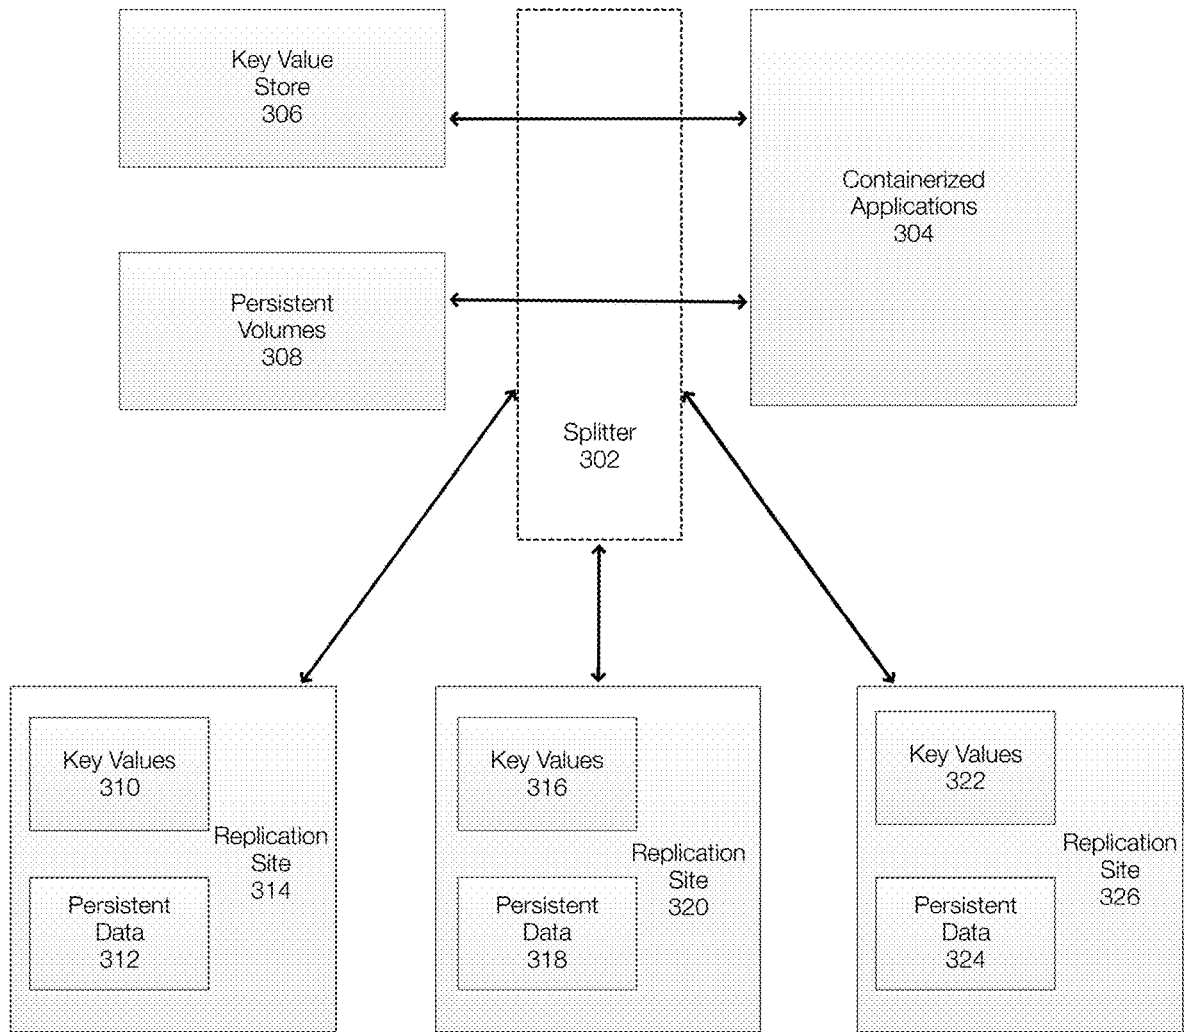 Key Value
Store
306
Containerized
Applications
304
Persistent
Volumes
308
Splitter
302
Key Values
310
Replication
Site
314
Persistent
Data
312
Key Values
316
Replication
Site
320
Persistent
Data
318
Key Values
322
Replication
Site
326
Persistent
Data
324